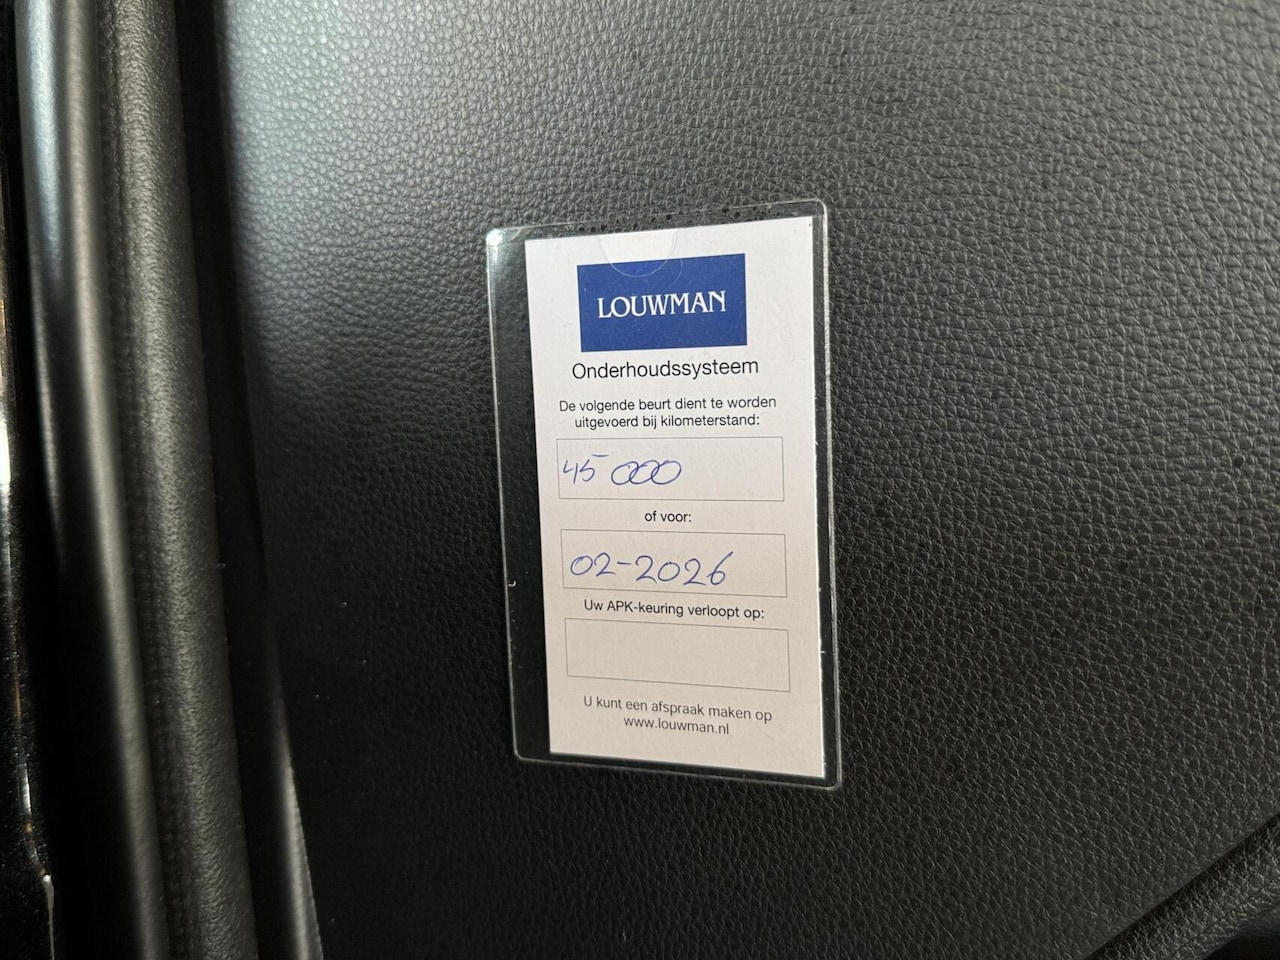 LOUWMAN
Onderhoudssysteem
De volgende beurt dient te worden
uitgevoerd bij kilometerstand:
45 000
of voor:
02-2026
Uw APK-keuring verloopt op:
U kunt een afspraak maken op
www.louwman.nl